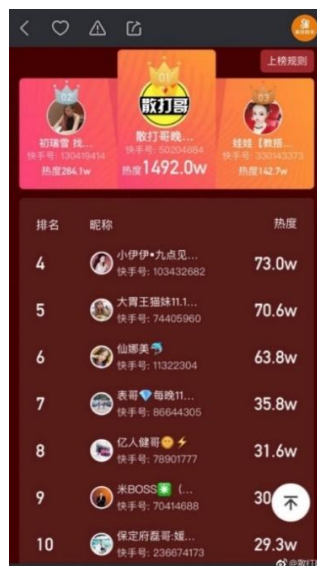 上榜规则
02
初瑞雪 找...
快手号: 130419414
热度284.1w
01
散打哥
散打哥晚...
快手号: 50204684
热度1492.0w
03
娃娃【教搭...
快手号: 330143373
热度142.7w
排名 昵称 热度
4 小伊伊•九点见... 73.0w
快手号: 103432682
5 大胃王猫妹11.1... 70.6w
快手号: 74405960
6 仙娜美🐬 63.8w
快手号: 11322304
7 表哥💎每晚11... 35.8w
快手号: 86644305
8 亿人健哥🌞⚡ 31.6w
快手号: 78901777
9 米BOSS✳️ (... 30
快手号: 70414688
10 保定府磊哥·媛... 29.3w
快手号: 236674173